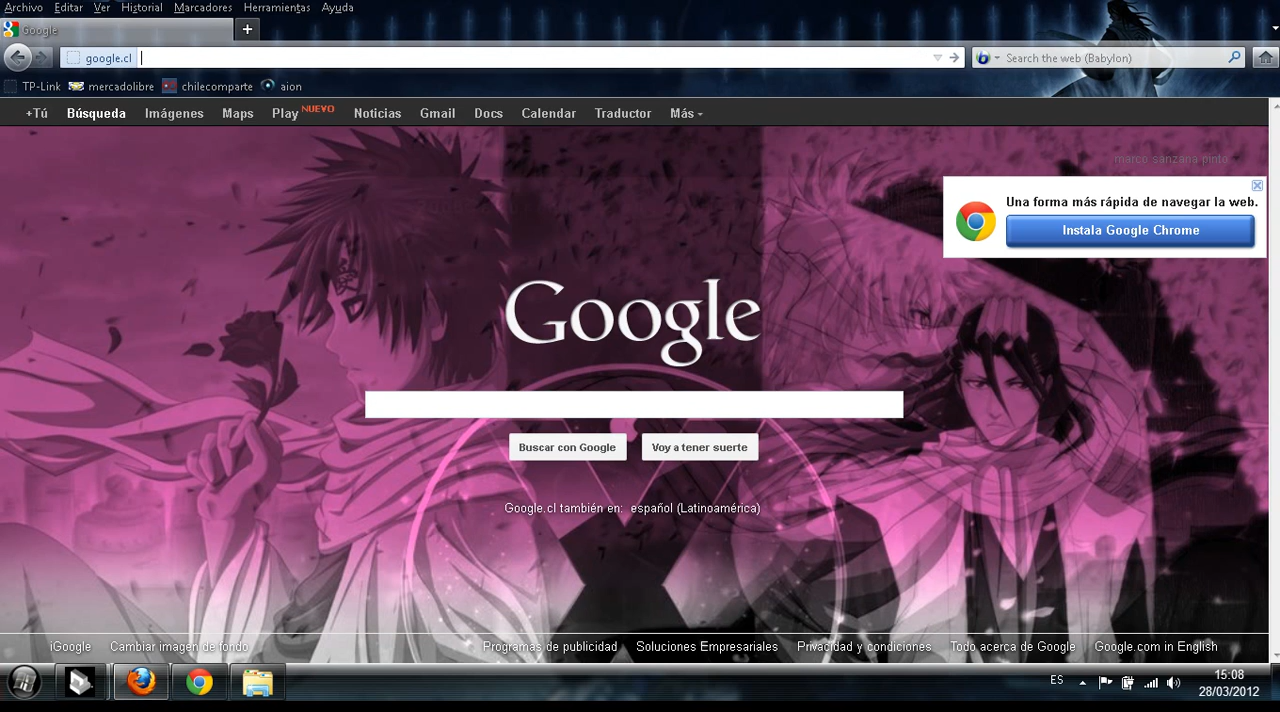 Archivo Editar Ver Historial Marcadores Herramientas Ayuda
Google +
google.cl Search the web (Babylon)
TP-Link mercadolibre chilecomparte aion
+Tú Búsqueda Imágenes Maps Play NUEVO Noticias Gmail Docs Calendar Traductor Más
marco sanzana pinto
Una forma más rápida de navegar la web.
Instala Google Chrome
Google
Buscar con Google Voy a tener suerte
Google.cl también en: español (Latinoamérica)
iGoogle Cambiar imagen de fondo Programas de publicidad Soluciones Empresariales Privacidad y condiciones Todo acerca de Google Google.com in English
ES 15:08
28/03/2012